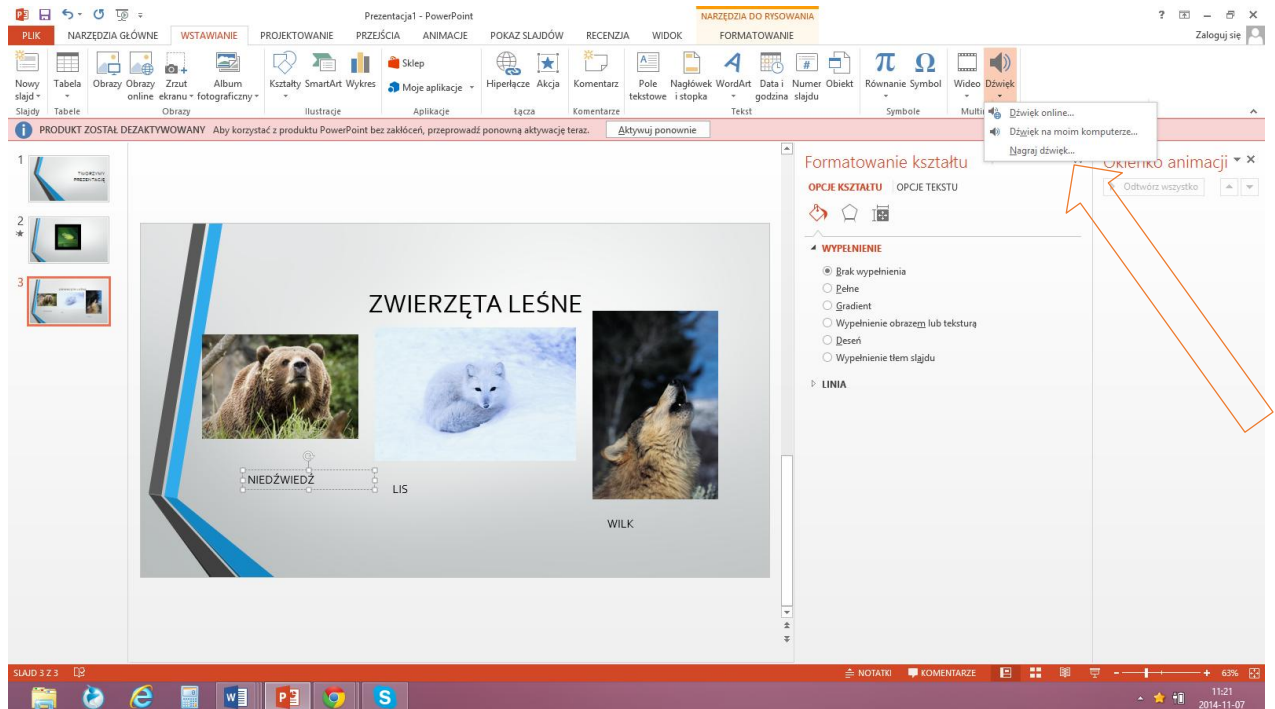 Prezentacja1 - PowerPoint
NARZĘDZIA DO RYSOWANIA
?
PLIK NARZĘDZIA GŁÓWNE WSTAWIANIE PROJEKTOWANIE PRZEJŚCIA ANIMACJE POKAZ SLAJDÓW RECENZJA WIDOK FORMATOWANIE Zaloguj się
Nowy slajd
Tabela
Obrazy
Obrazy online
Zrzut ekranu
Album fotograficzny
Kształty
SmartArt
Wykres
Sklep
Moje aplikacje
Hiperłącze
Akcja
Komentarz
Pole tekstowe
Nagłówek i stopka
WordArt
Data i godzina
Numer slajdu
Obiekt
π
Równanie
Ω
Symbol
Wideo
Dźwięk
Slajdy Tabele Obrazy Ilustracje Aplikacje Łącza Komentarze Tekst Symbole Multi
Dźwięk online...
Dźwięk na moim komputerze...
Nagraj dźwięk...
PRODUKT ZOSTAŁ DEZAKTYWOWANY Aby korzystać z produktu PowerPoint bez zakłóceń, przeprowadź ponowną aktywację teraz. Aktywuj ponownie
1
TWORZYMY
PREZENTACJĘ
2
3
ZWIERZĘTA LEŚNE
NIEDŹWIEDŹ
LIS
WILK
Formatowanie kształtu
OPCJE KSZTAŁTU OPCJE TEKSTU
WYPEŁNIENIE
Brak wypełnienia
Pełne
Gradient
Wypełnienie obrazem lub teksturą
Deseń
Wypełnienie tłem slajdu
LINIA
Okienko animacji
Odtwórz wszystko
SLAJD 3 Z 3 NOTATKI KOMENTARZE 63%
11:21
2014-11-07